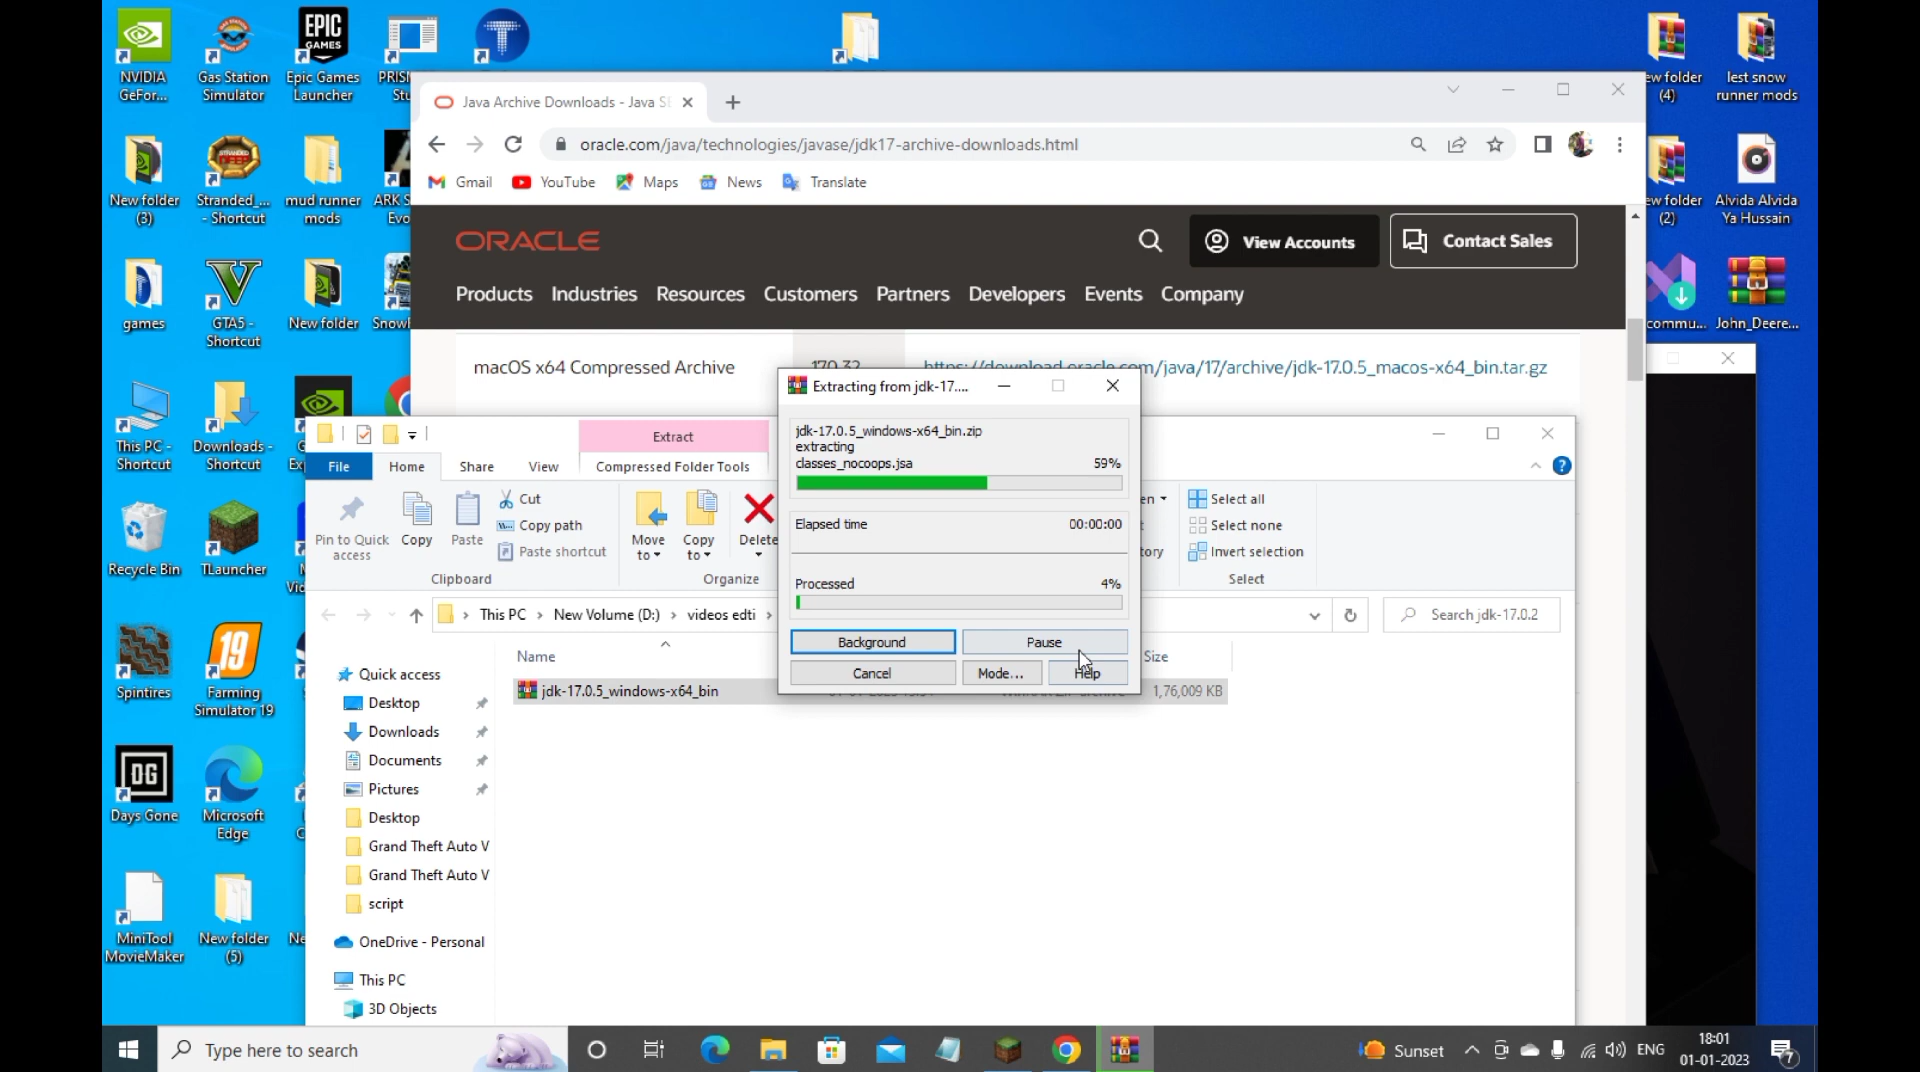 NVIDIA GeFor...
Gas Station Simulator
EPIC GAMES
Epic Games Launcher
New folder (3)
Stranded_... - Shortcut
mud runner mods
games
GTA5 - Shortcut
New folder
This PC - Shortcut
Downloads - Shortcut
Recycle Bin
TLauncher
Spintires
19
Farming Simulator 19
DG
Days Gone
Microsoft Edge
MiniTool MovieMaker
New folder (5)
lest snow runner mods
Alvida Alvida Ya Hussain
John_Deere...
Java Archive Downloads - Java SE
oracle.com/java/technologies/javase/jdk17-archive-downloads.html
Gmail YouTube Maps News Translate
ORACLE
View Accounts Contact Sales
Products Industries Resources Customers Partners Developers Events Company
macOS x64 Compressed Archive
https://download.oracle.com/java/17/archive/jdk-17.0.5_macos-x64_bin.tar.gz
Extracting from jdk-17....
jdk-17.0.5_windows-x64_bin.zip
extracting
classes_nocoops.jsa 59%
Elapsed time 00:00:00
Processed 4%
Background Pause
Cancel Mode... Help
Extract
File Home Share View Compressed Folder Tools
Pin to Quick access
Copy
Paste
Cut
Copy path
Paste shortcut
Clipboard
Move to
Copy to
Delete
Organize
Select all
Select none
Invert selection
Select
This PC > New Volume (D:) > videos edti >
Search jdk-17.0.2
Name Size
jdk-17.0.5_windows-x64_bin 1,76,009 KB
Quick access
Desktop
Downloads
Documents
Pictures
Desktop
Grand Theft Auto V
Grand Theft Auto V
script
OneDrive - Personal
This PC
3D Objects
Type here to search
Sunset
ENG
18:01
01-01-2023
7